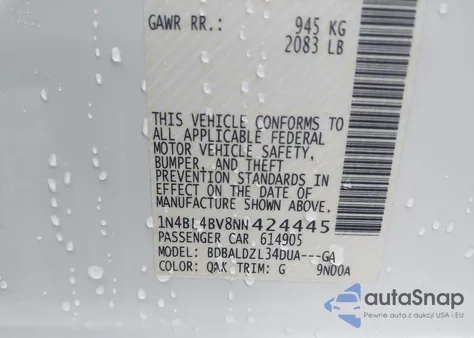 GAWR RR.: 945 KG
2083 LB
THIS VEHICLE CONFORMS TO
ALL APPLICABLE FEDERAL
MOTOR VEHICLE SAFETY,
BUMPER, AND THEFT
PREVENTION STANDARDS IN
EFFECT ON THE DATE OF
MANUFACTURE SHOWN ABOVE.
1N4BL4BV8NN424445
PASSENGER CAR 614905
MODEL: BDBALDZL34DUA---GA
COLOR: QAK TRIM: G 9N00A
autaSnap
Pewne auta używane z USA i EU